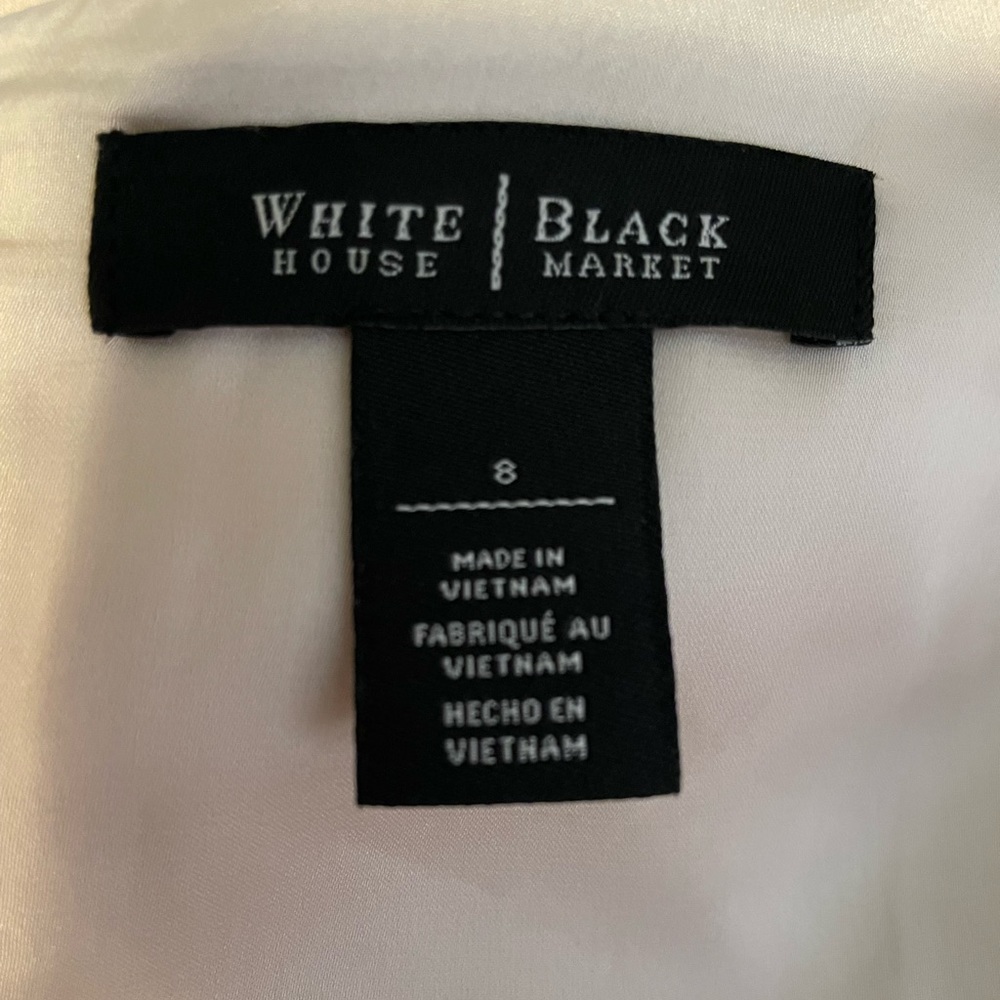 WHITE | BLACK
HOUSE MARKET
8
MADE IN
VIETNAM
FABRIQUÉ AU
VIETNAM
HECHO EN
VIETNAM